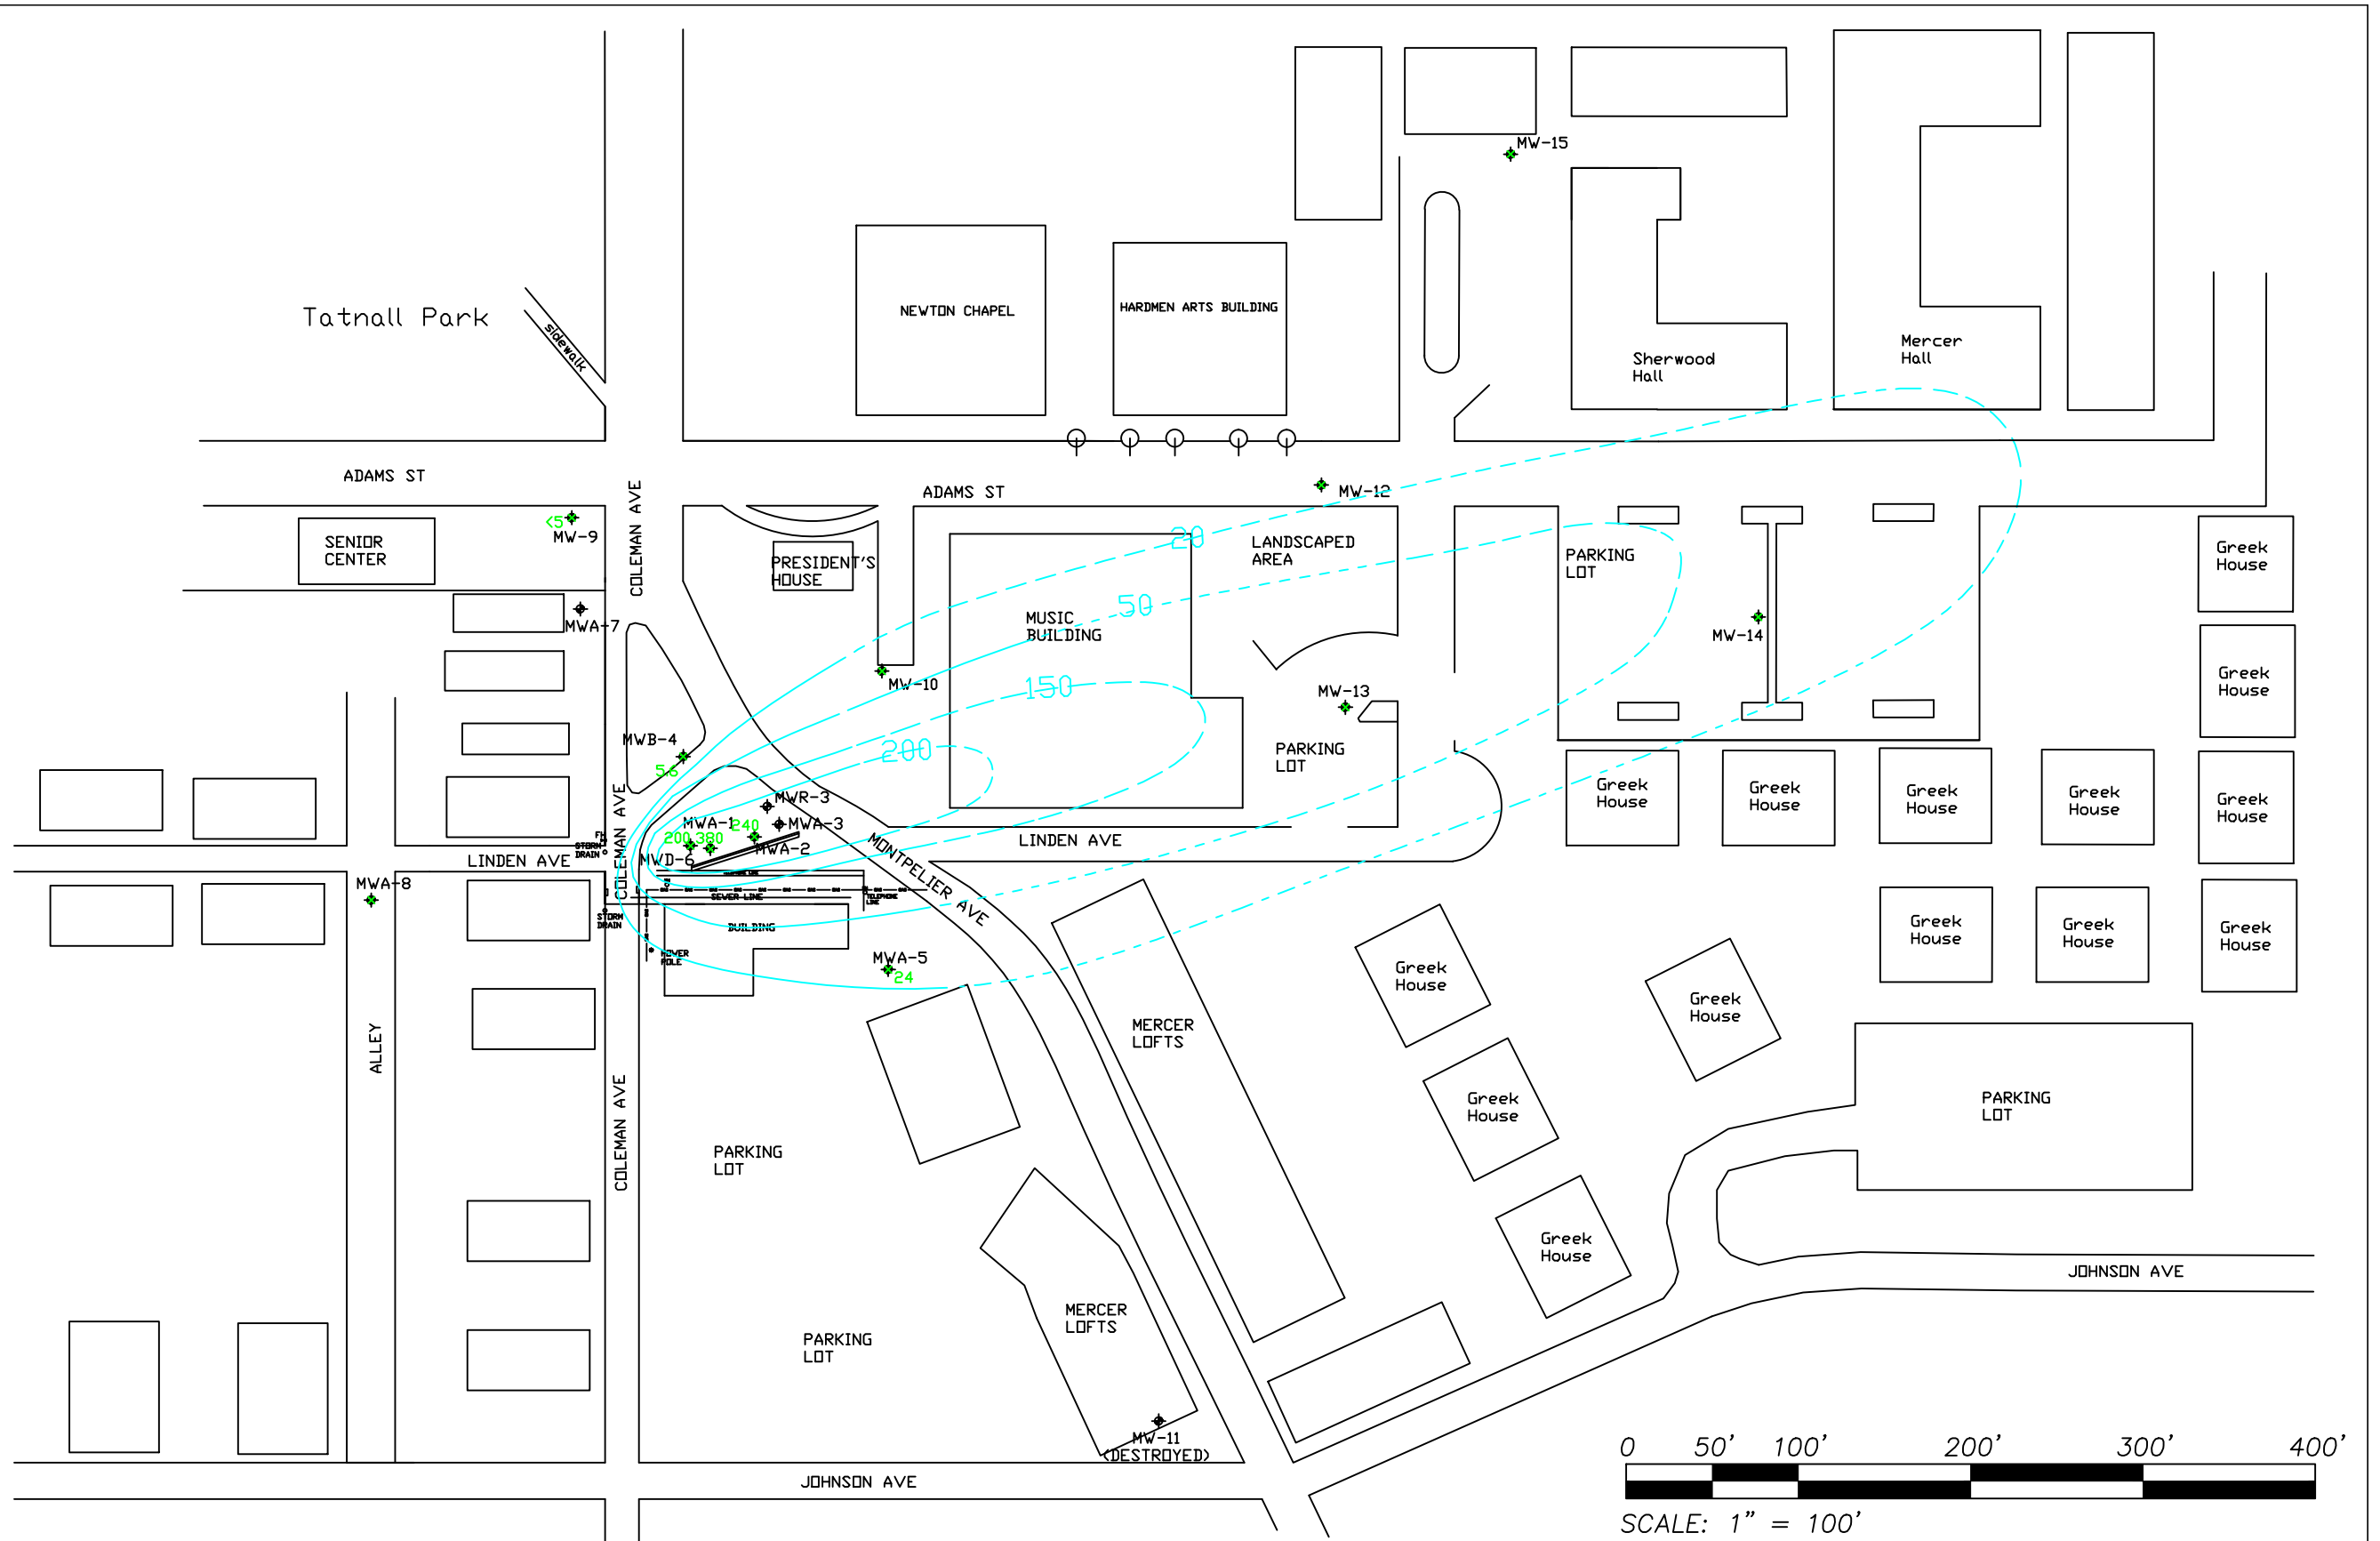 MW-15
Tatnall Park
sidewalk
NEWTON CHAPEL
HARDMEN ARTS BUILDING
Sherwood
Hall
Mercer
Hall
ADAMS ST
COLEMAN AVE
ADAMS ST
MW-12
<5
MW-9
SENIOR
CENTER
PRESIDENT'S
HOUSE
20
LANDSCAPED
AREA
PARKING
LOT
Greek
House
MWA-7
50
MUSIC
BUILDING
MW-14
MW-10
150
MW-13
Greek
House
MWB-4
5.6
200
PARKING
LOT
MWR-3
MWA-1
240
MWA-3
200
380
MWA-2
MWD-6
Greek
House
Greek
House
Greek
House
Greek
House
Greek
House
FH
STORM
DRAIN
COLEMAN AVE
LINDEN AVE
LINDEN AVE
MONTPELIER AVE
MWA-8
SEWER LINE
TELEPHONE
LINE
STORM
DRAIN
BUILDING
POWER
POLE
MWA-5
24
Greek
House
Greek
House
Greek
House
Greek
House
Greek
House
MERCER
LOFTS
ALLEY
COLEMAN AVE
Greek
House
PARKING
LOT
PARKING
LOT
Greek
House
JOHNSON AVE
MERCER
LOFTS
PARKING
LOT
MW-11
(DESTROYED)
JOHNSON AVE
0 50' 100' 200' 300' 400'
SCALE: 1" = 100'